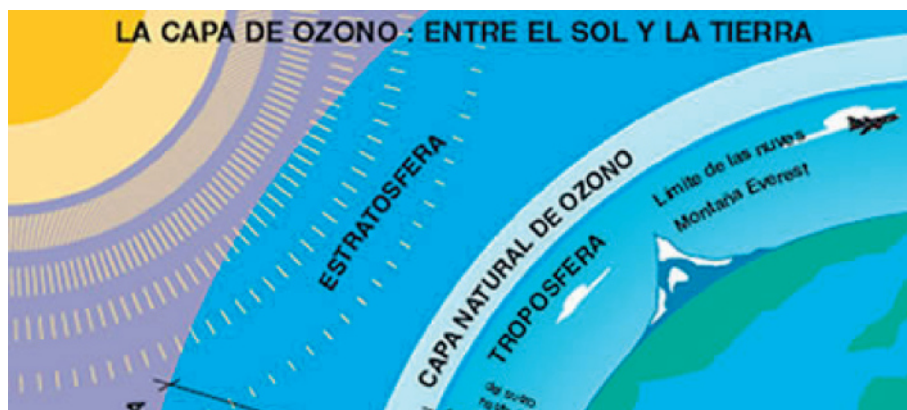 LA CAPA DE OZONO : ENTRE EL SOL Y LA TIERRA
ESTRATOSFERA
CAPA NATURAL DE OZONO
TROPOSFERA
Límite de las nuves
Montaña Everest